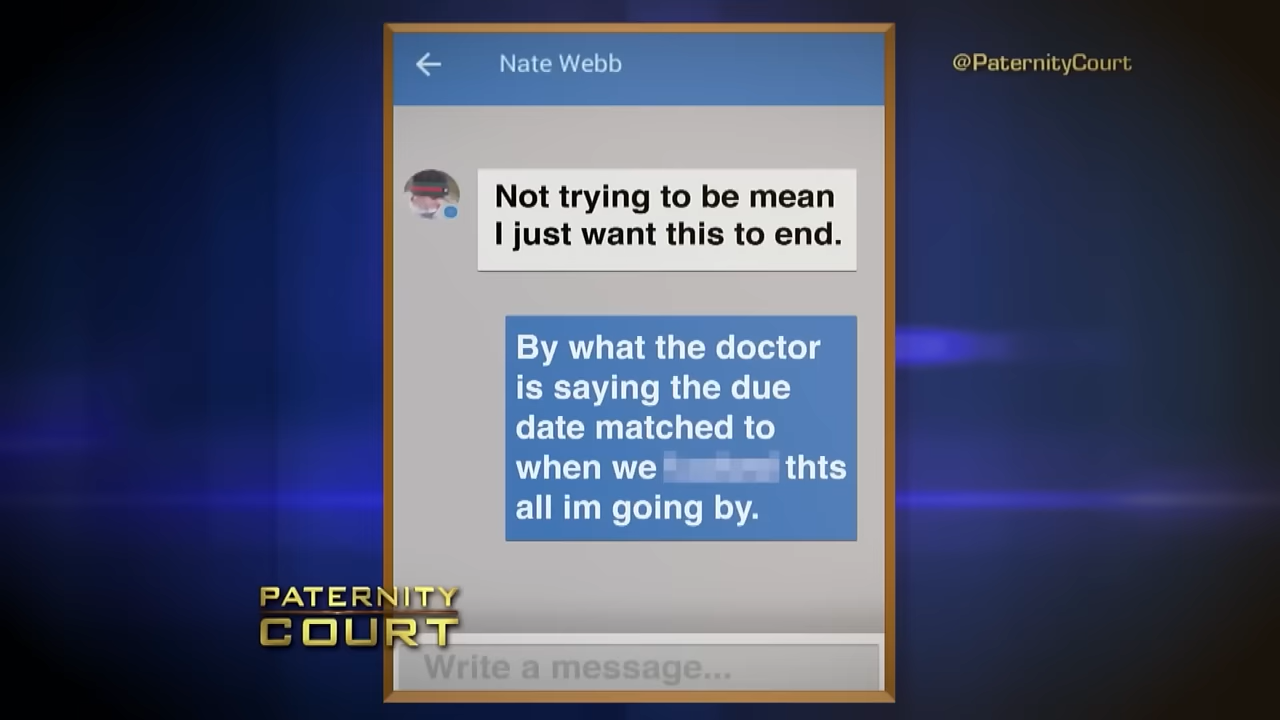 Nate Webb
@PaternityCourt
Not trying to be mean
I just want this to end.
By what the doctor
is saying the due
date matched to
when we thts
all im going by.
PATERNITY
COURT
Write a message...